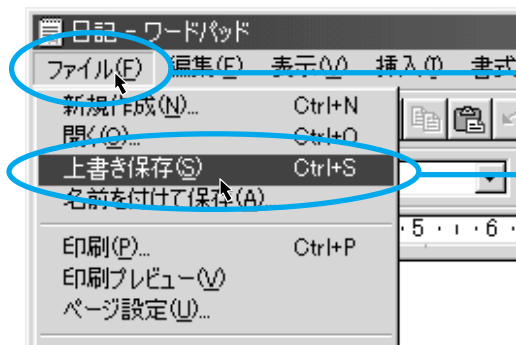 日記 - ワードパッド
ファイル(F) 編集(E) 表示(V) 挿入(I) 書式
新規作成(N)... Ctrl+N
開く(O)... Ctrl+O
上書き保存(S) Ctrl+S
名前を付けて保存(A)...
・5・ı・6・
印刷(P)... Ctrl+P
印刷プレビュー(V)
ページ設定(U)...